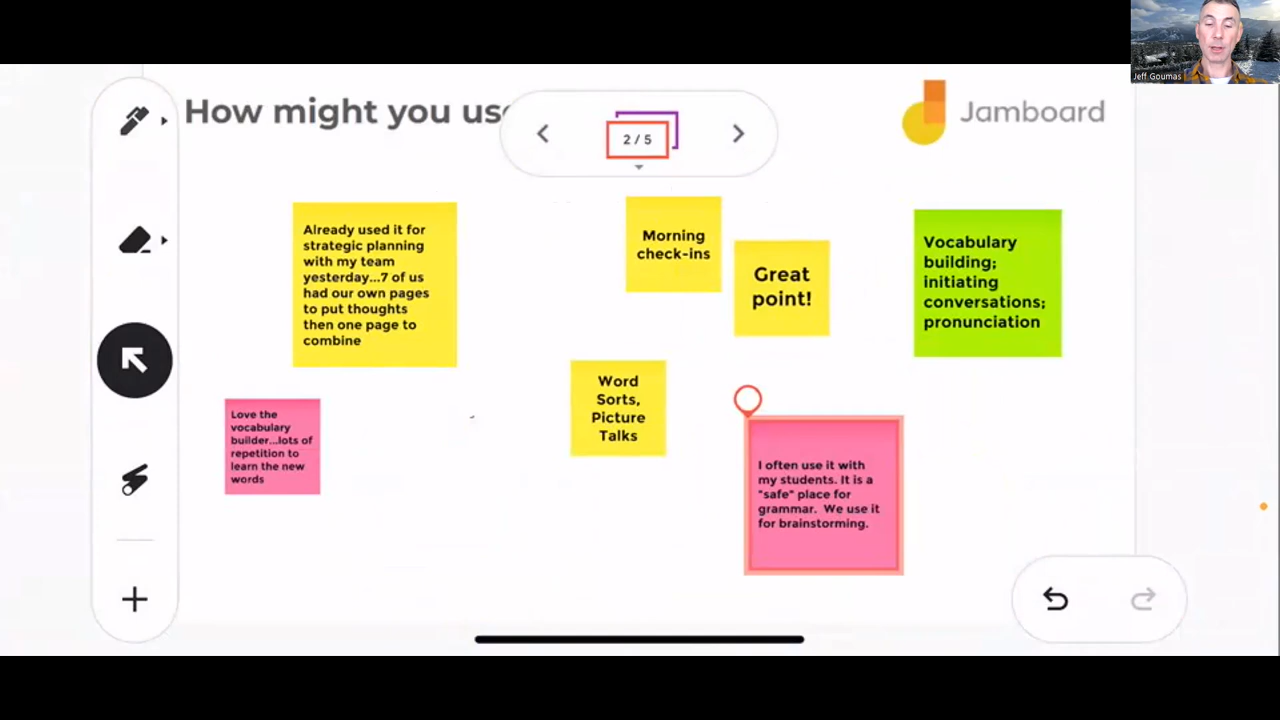 Jeff Goumas
How might you us
2 / 5
Jamboard
Already used it for
strategic planning
with my team
yesterday...7 of us
had our own pages
to put thoughts
then one page to
combine
Morning
check-ins
Great
point!
Vocabulary
building;
initiating
conversations;
pronunciation
Love the
vocabulary
builder...lots of
repetition to
learn the new
words
Word
Sorts,
Picture
Talks
I often use it with
my students. It is a
"safe" place for
grammar. We use it
for brainstorming.